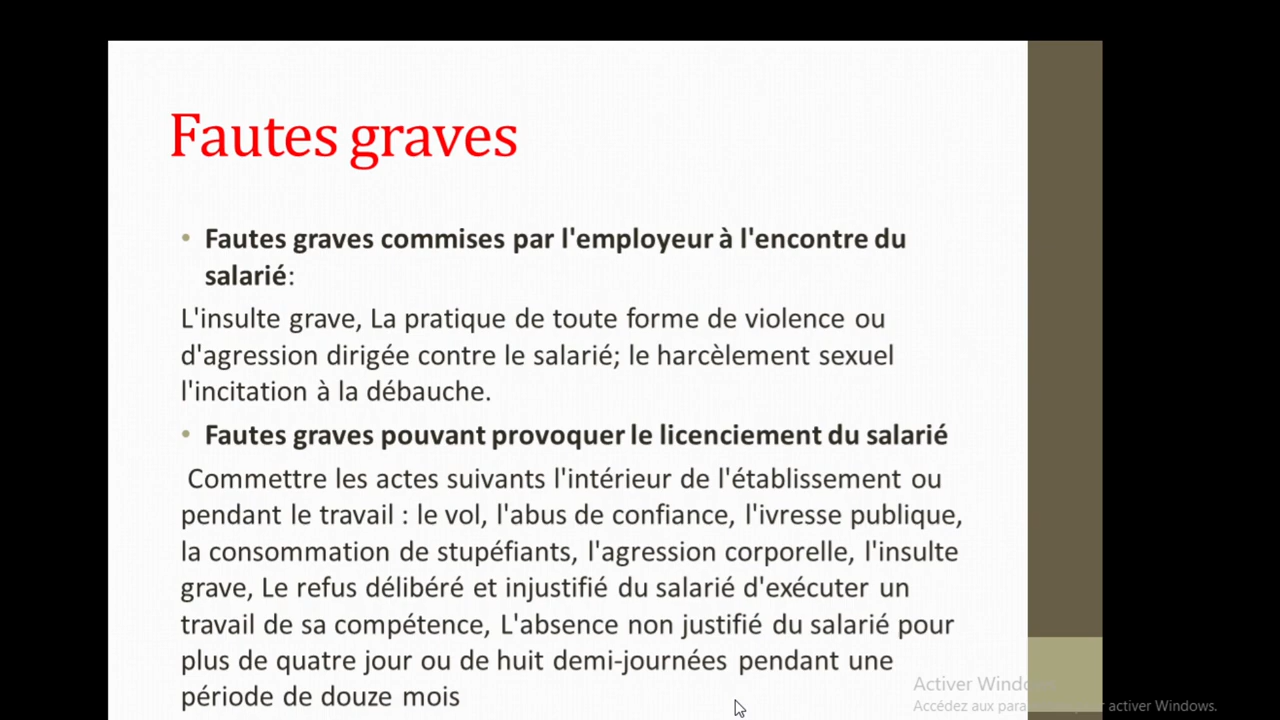 Fautes graves
• Fautes graves commises par l'employeur à l'encontre du
salarié:
L'insulte grave, La pratique de toute forme de violence ou
d'agression dirigée contre le salarié; le harcèlement sexuel
l'incitation à la débauche.
• Fautes graves pouvant provoquer le licenciement du salarié
Commettre les actes suivants l'intérieur de l'établissement ou
pendant le travail : le vol, l'abus de confiance, l'ivresse publique,
la consommation de stupéfiants, l'agression corporelle, l'insulte
grave, Le refus délibéré et injustifié du salarié d'exécuter un
travail de sa compétence, L'absence non justifié du salarié pour
plus de quatre jour ou de huit demi-journées pendant une
période de douze mois
Activer Windows
Accédez aux activer Windows.